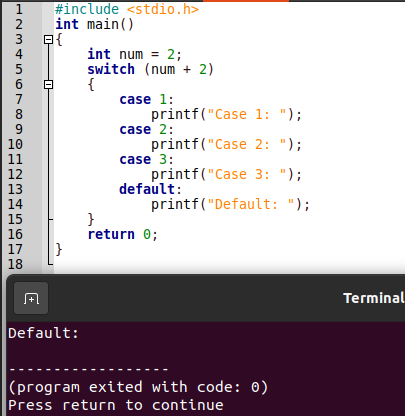 1 #include <stdio.h>
2 int main()
3 {
4     int num = 2;
5     switch (num + 2)
6     {
7         case 1:
8             printf("Case 1: ");
9         case 2:
10             printf("Case 2: ");
11         case 3:
12             printf("Case 3: ");
13         default:
14             printf("Default: ");
15     }
16     return 0;
17 }
18
Terminal
Default:
------------------
(program exited with code: 0)
Press return to continue